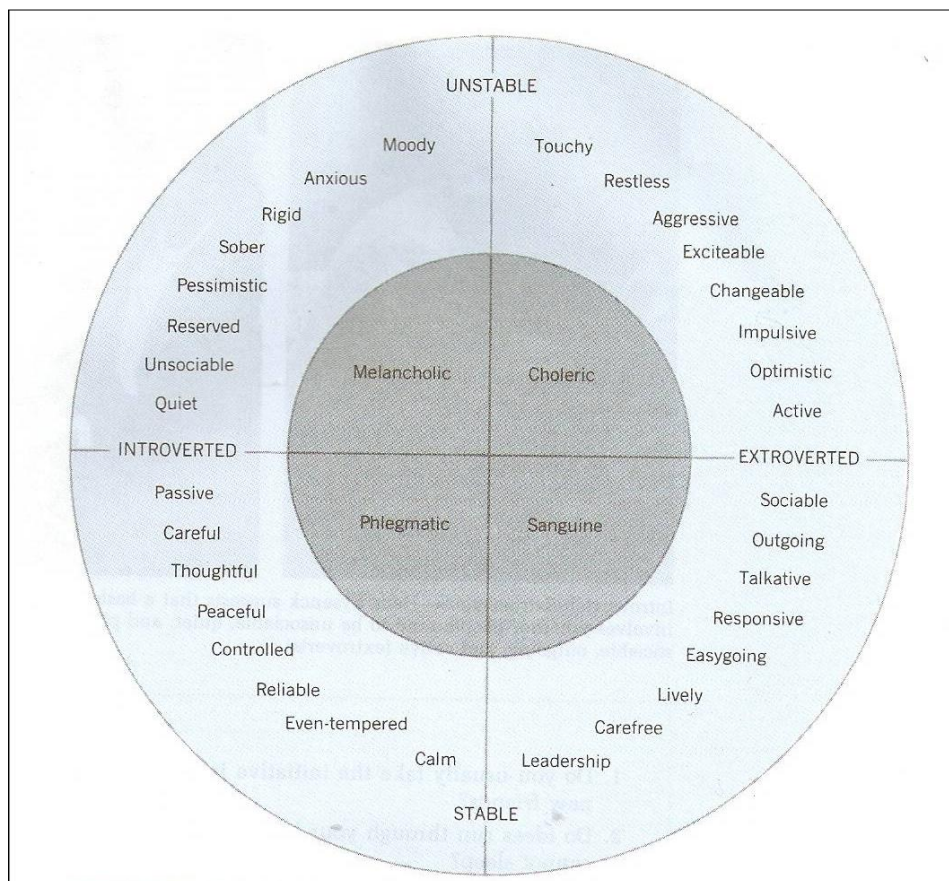 UNSTABLE
Moody
Touchy
Anxious
Restless
Rigid
Aggressive
Sober
Exciteable
Pessimistic
Changeable
Reserved
Impulsive
Unsociable
Optimistic
Melancholic
Choleric
Quiet
Active
INTROVERTED
EXTROVERTED
Passive
Sociable
Phlegmatic
Sanguine
Careful
Outgoing
Thoughtful
Talkative
Peaceful
Responsive
Controlled
Easygoing
Reliable
Lively
Even-tempered
Carefree
Calm
Leadership
STABLE